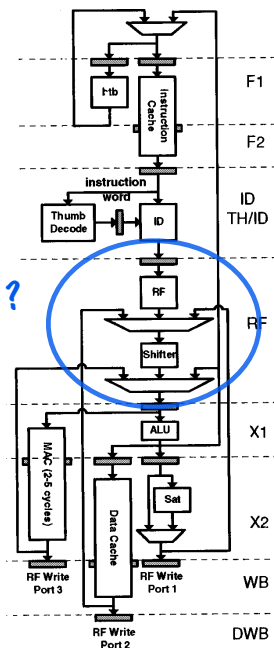 F1
Itb
Instruction
Cache
F2
instruction
word
ID
TH/ID
Thumb
Decode
ID
?
RF
RF
Shifter
X1
ALU
MAC (2-5 cycles)
Data Cache
Sat
X2
RF Write
Port 3
RF Write
Port 1
WB
RF Write
Port 2
DWB